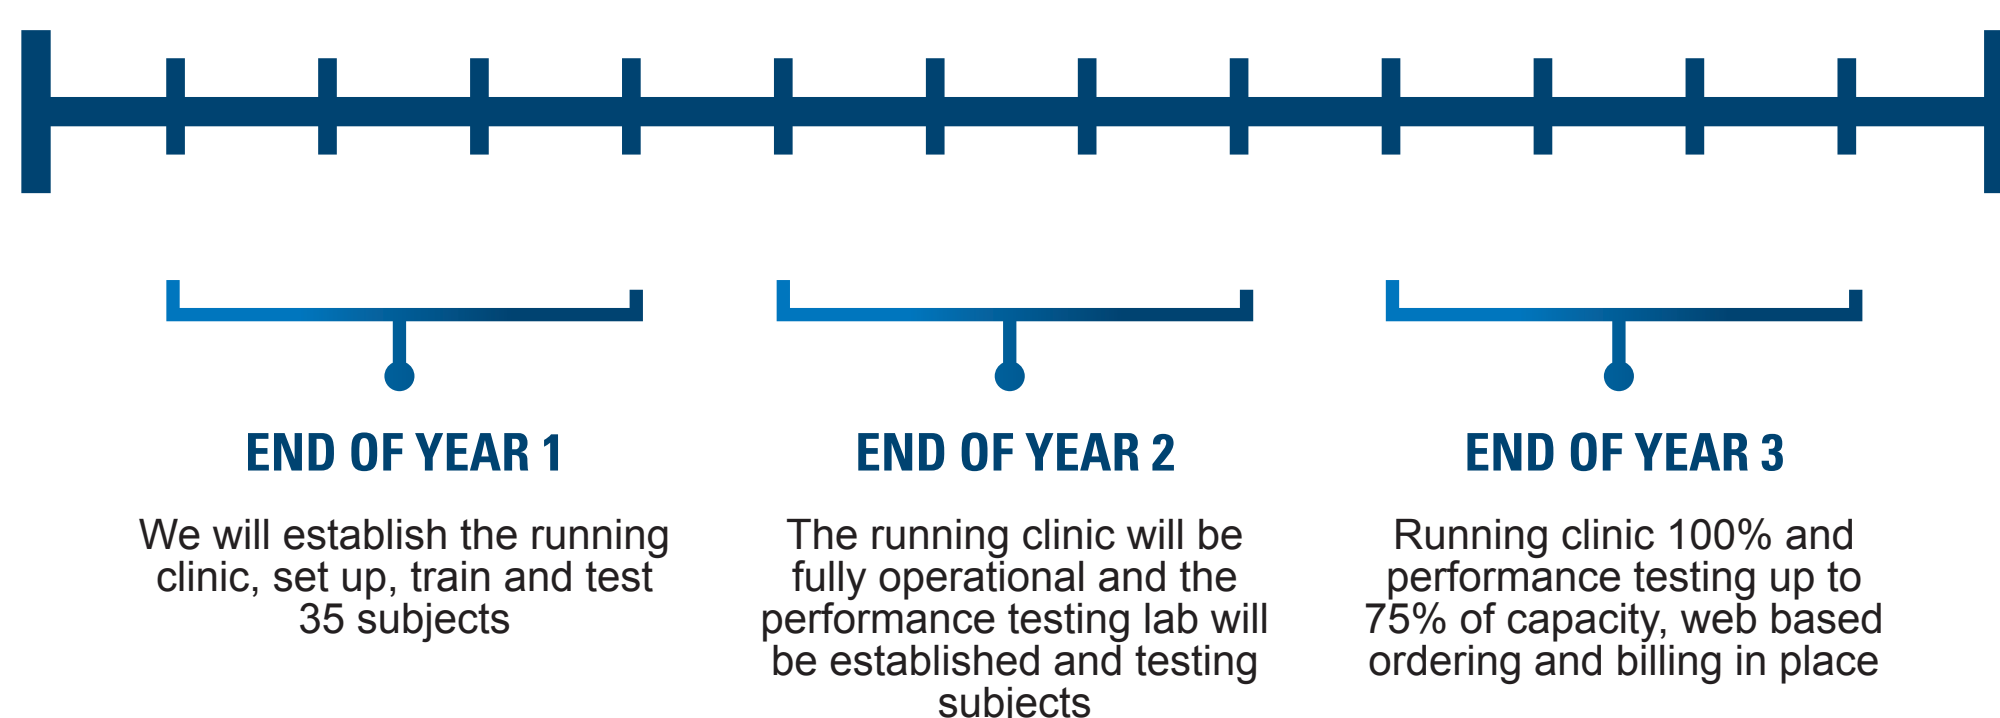 END OF YEAR 1
We will establish the running
clinic, set up, train and test
35 subjects
END OF YEAR 2
The running clinic will be
fully operational and the
performance testing lab will
be established and testing
subjects
END OF YEAR 3
Running clinic 100% and
performance testing up to
75% of capacity, web based
ordering and billing in place